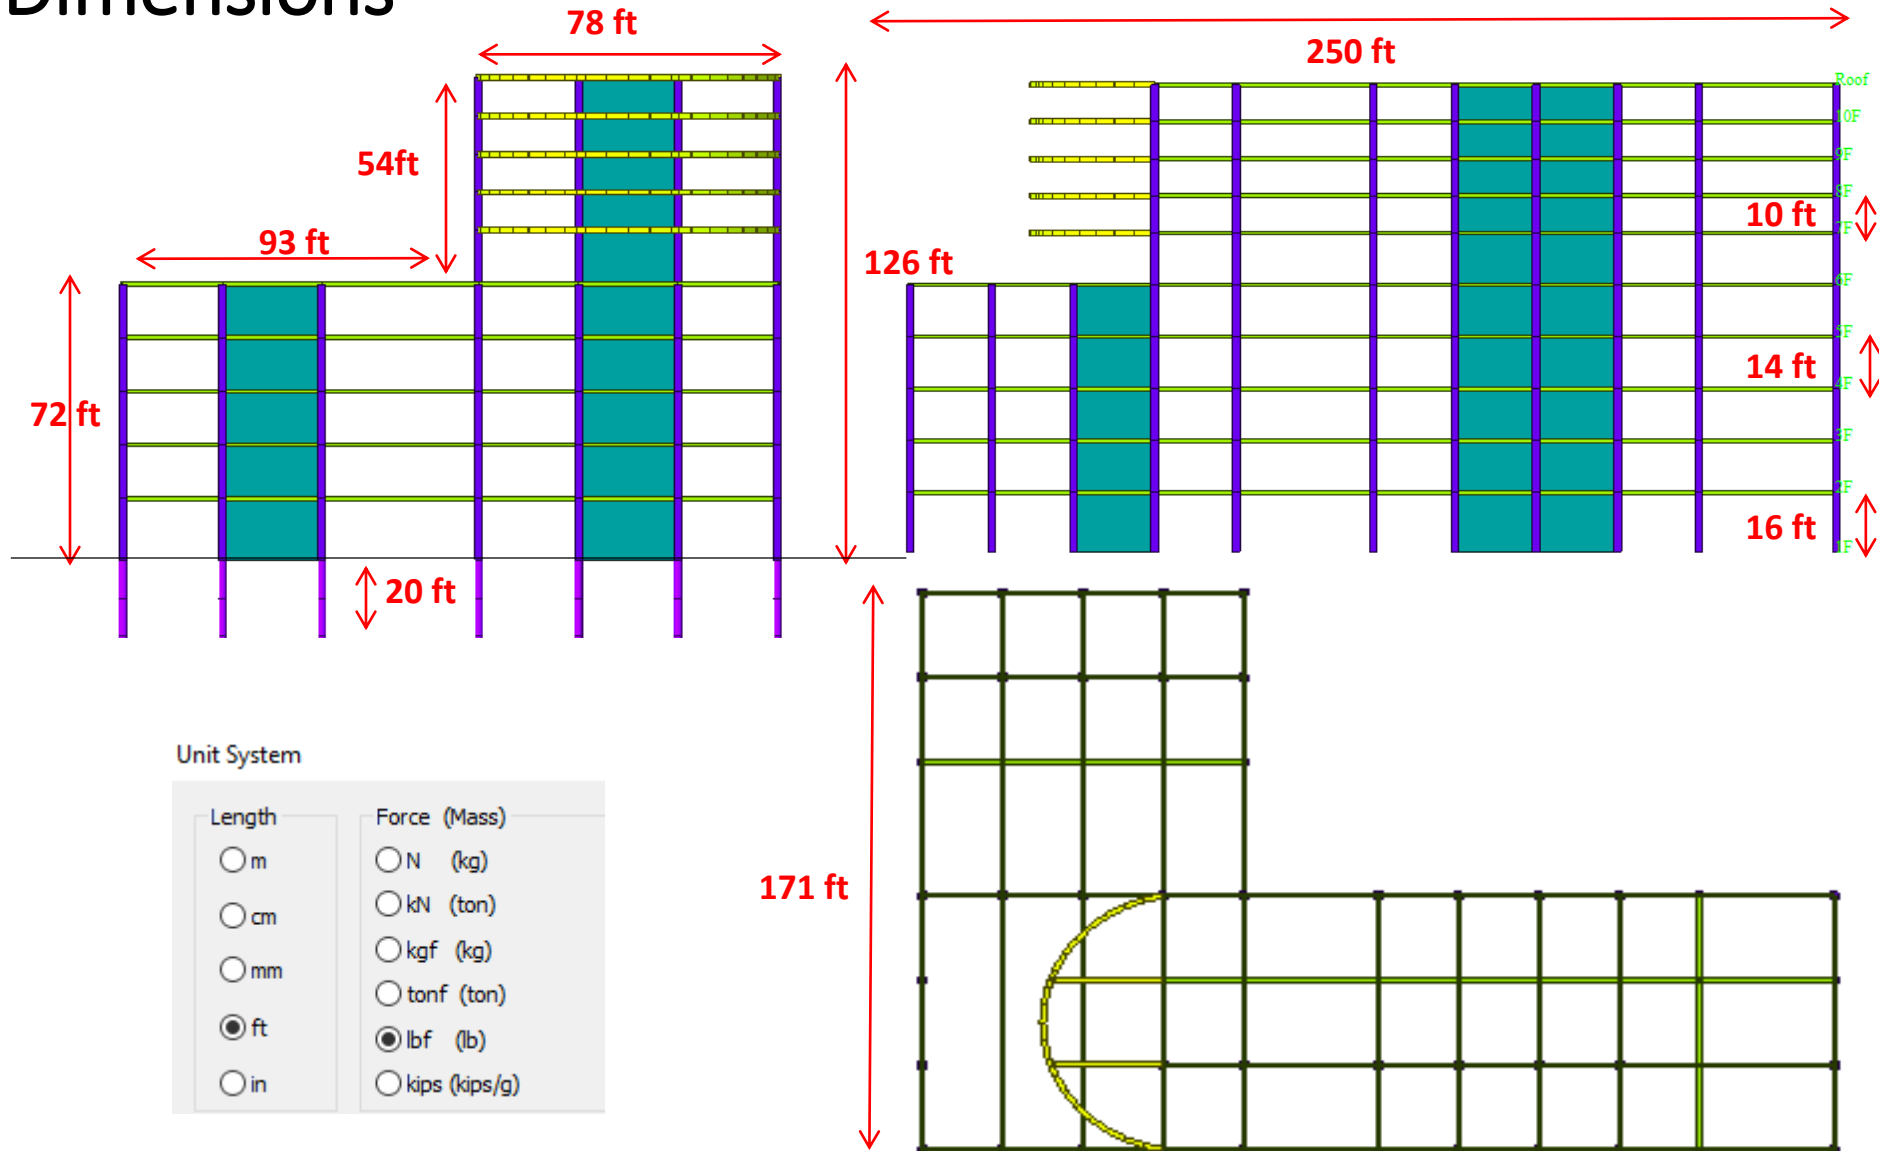 Dimensions
78 ft
250 ft
54ft
93 ft
126 ft
72 ft
20 ft
Roof
10F
9F
8F
7F
6F
5F
4F
3F
2F
1F
10 ft
14 ft
16 ft
171 ft
Unit System
Length
m
cm
mm
ft
in
Force (Mass)
N (kg)
kN (ton)
kgf (kg)
tonf (ton)
lbf (lb)
kips (kips/g)